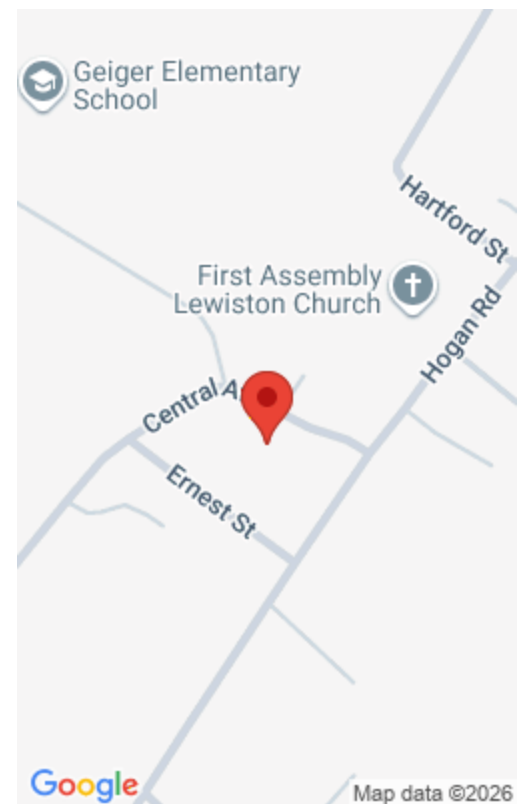 Geiger Elementary
School
Hartford St
First Assembly
Lewiston Church
Hogan Rd
Central A
Ernest St
Google
Map data ©2026